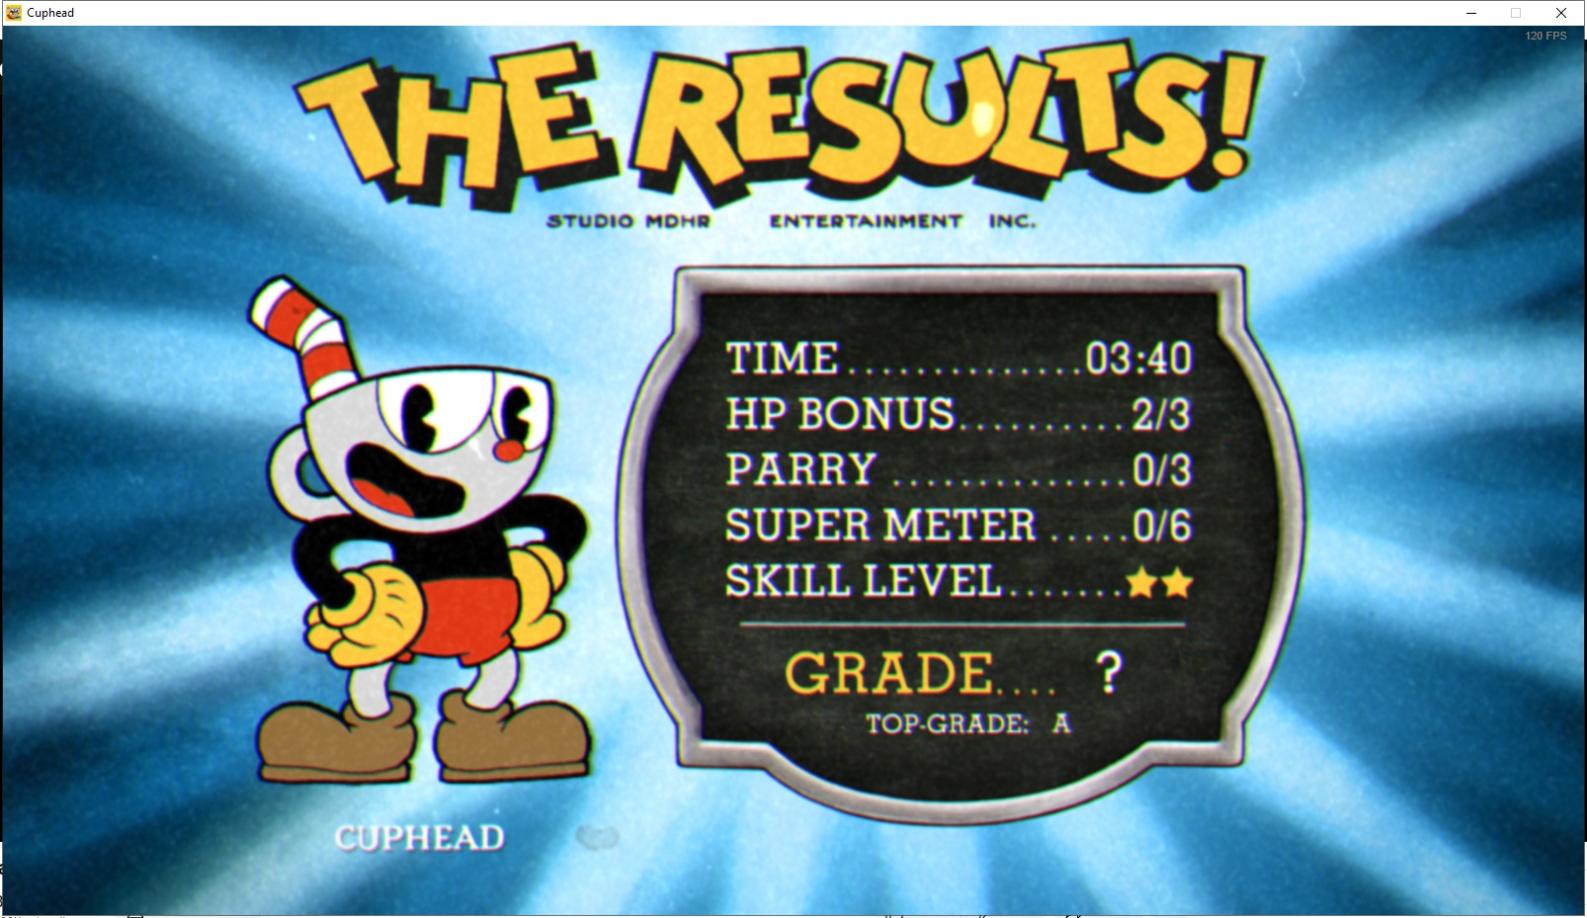 Cuphead
120 FPS
THE RESULTS!
STUDIO MDHR ENTERTAINMENT INC.
TIME..............03:40
HP BONUS..........2/3
PARRY ..............0/3
SUPER METER .....0/6
SKILL LEVEL.......★★
GRADE.... ?
TOP-GRADE: A
CUPHEAD